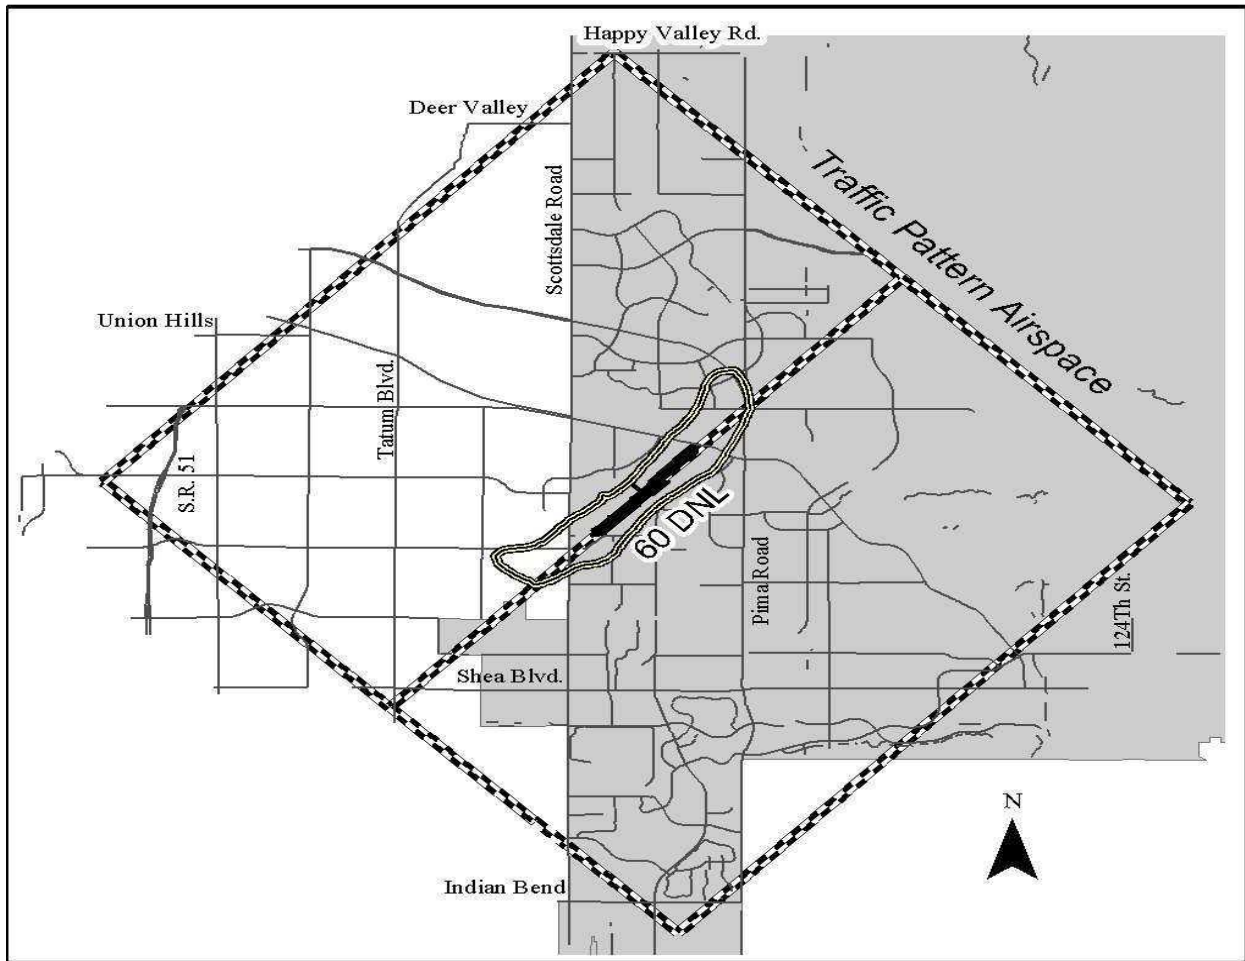 Happy Valley Rd.
Deer Valley
Scottsdale Road
Traffic Pattern Airspace
Union Hills
Tatum Blvd.
S.R. 51
60 DNL
Pima Road
124Th St.
Shea Blvd.
N
Indian Bend